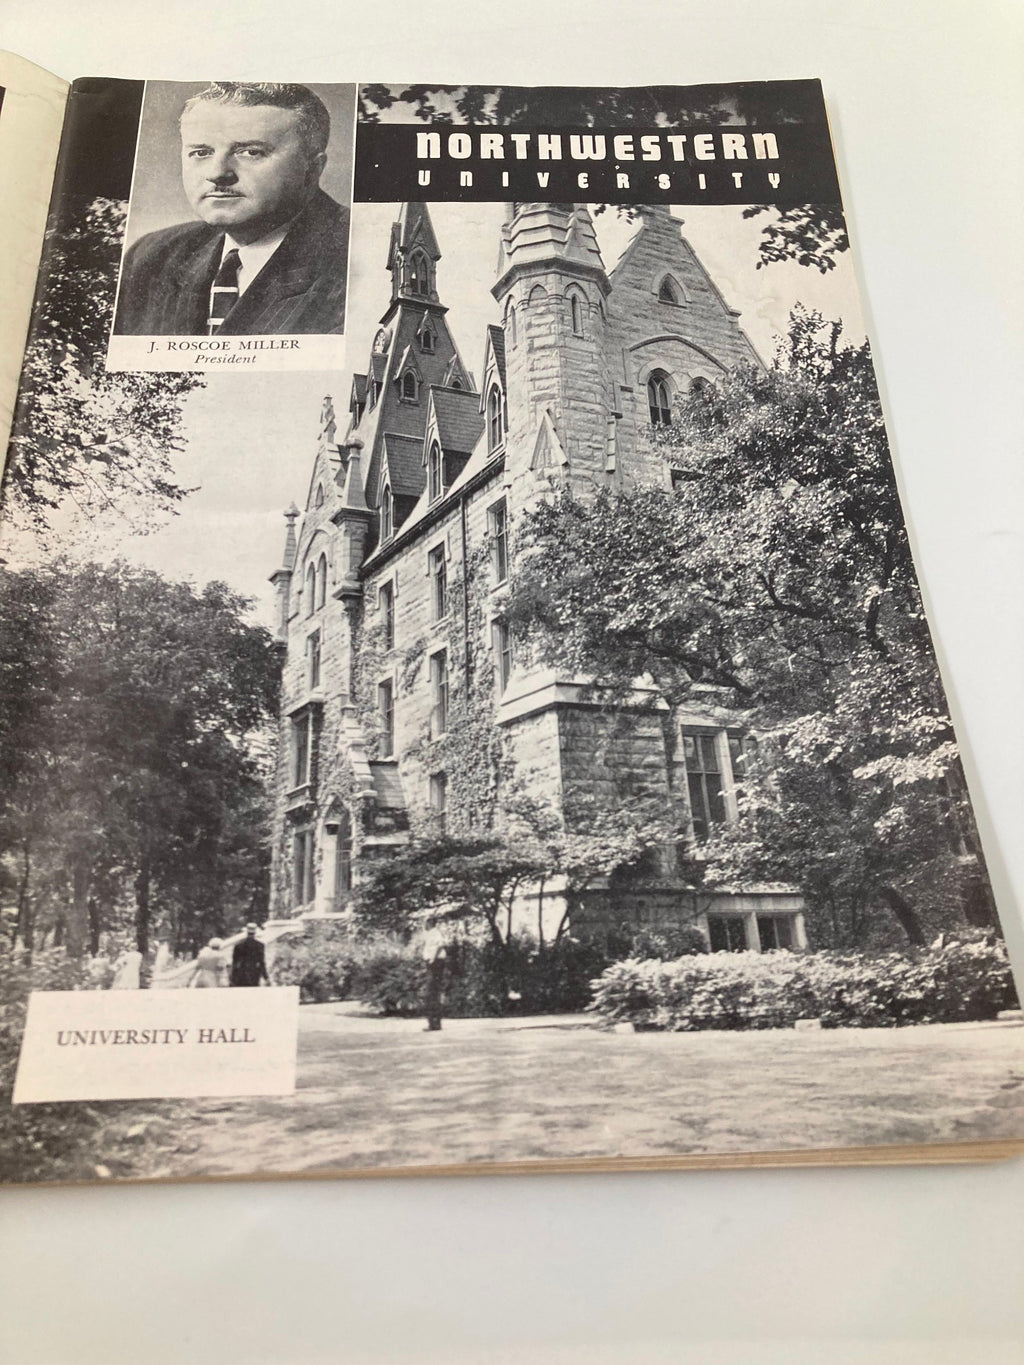 NORTHWESTERN
UNIVERSITY
J. ROSCOE MILLER
President
UNIVERSITY HALL